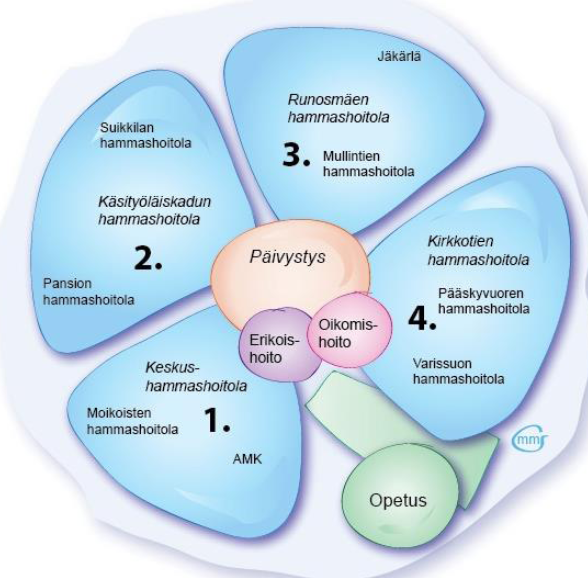 Jäkärlä
Runosmäen
hammashoitola
3.
Mullintien
hammashoitola
Suikkilan
hammashoitola
Käsityöläiskadun
hammashoitola
2.
Pansion
hammashoitola
Päivystys
Kirkkotien
hammashoitola
4.
Pääskyvuoren
hammashoitola
Varissuon
hammashoitola
Erikois-
hoito
Oikomis-
hoito
Keskus-
hammashoitola
Moikoisten
hammashoitola
1.
AMK
Opetus
mmr